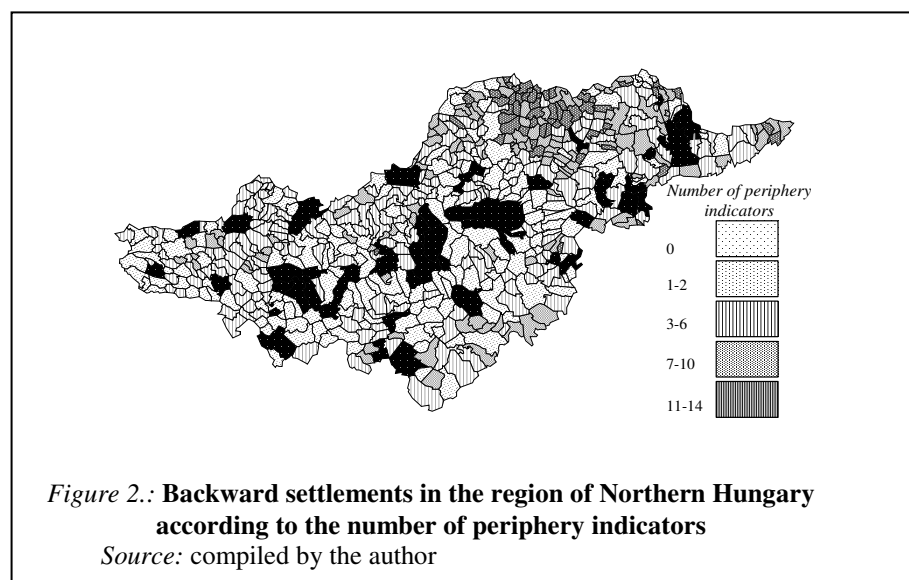 Number of periphery
indicators
0
1-2
3-6
7-10
11-14
Figure 2.: Backward settlements in the region of Northern Hungary
according to the number of periphery indicators
Source: compiled by the author